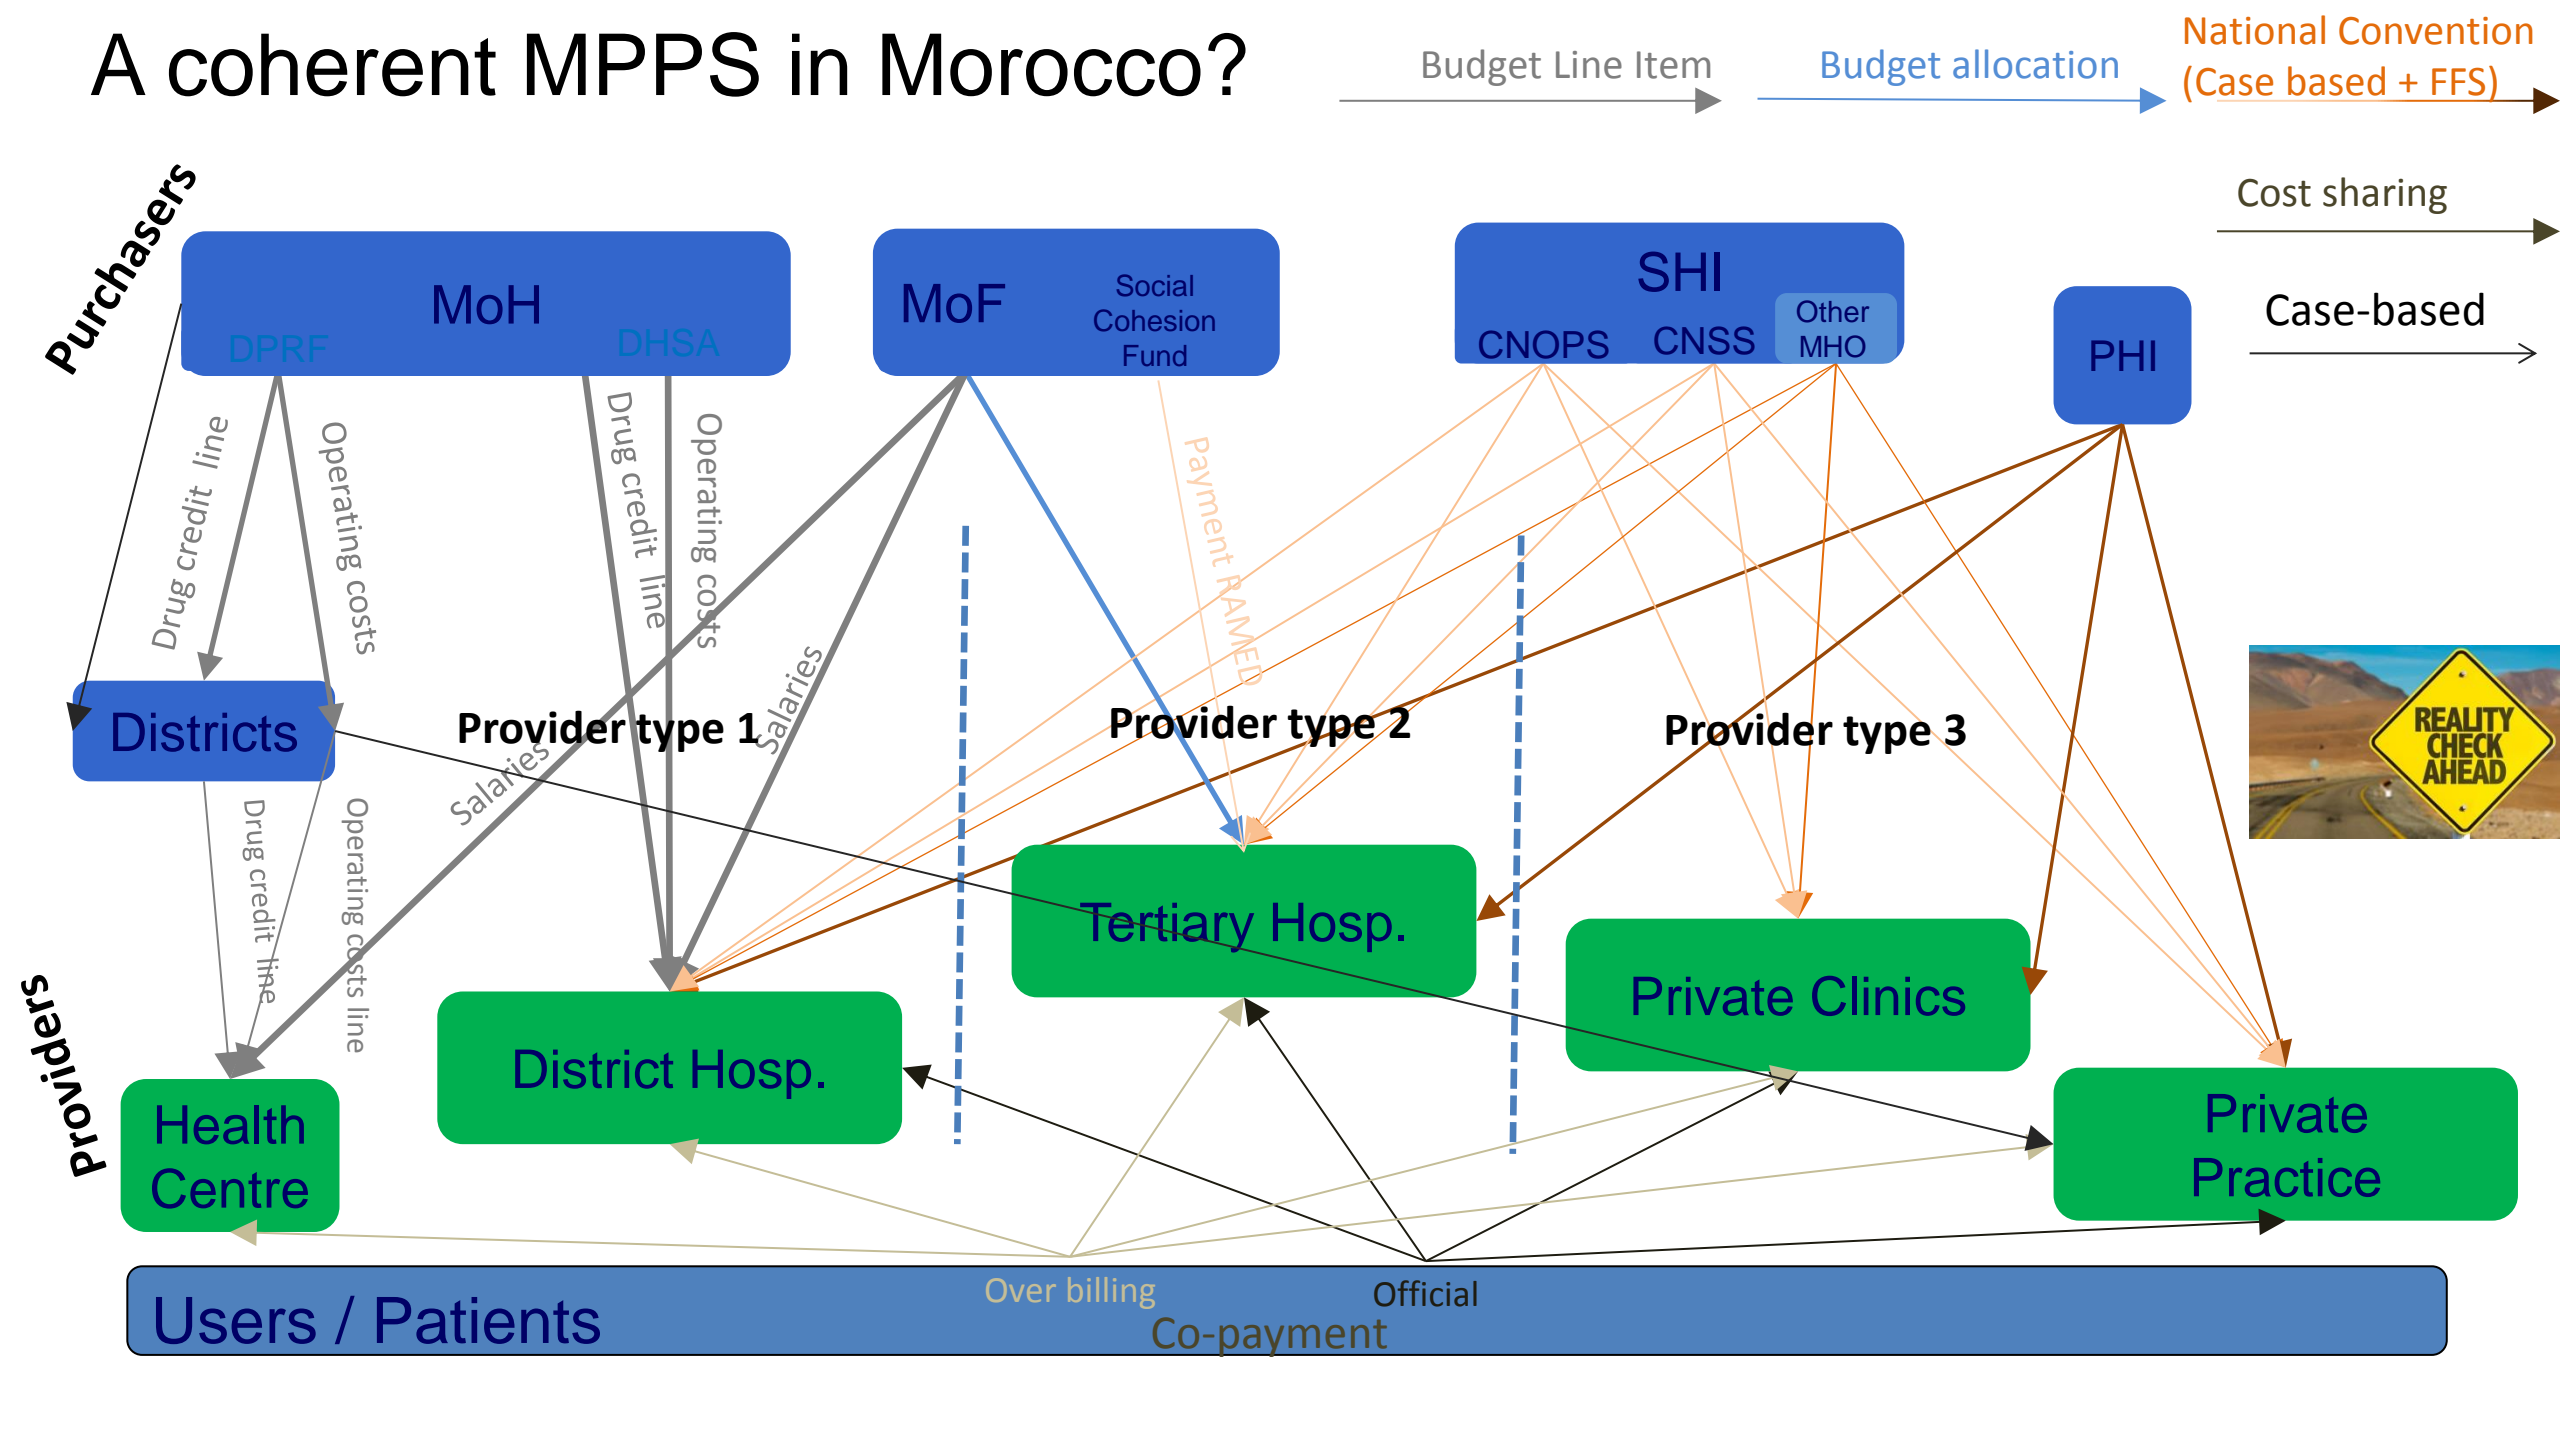 A coherent MPPS in Morocco?
Budget Line Item
Budget allocation
National Convention
(Case based + FFS)
Cost sharing
Case-based
Purchasers
MoH
DPRF
DHSA
MoF
Social
Cohesion
Fund
SHI
CNOPS
CNSS
Other
MHO
PHI
Drug credit line
Operating costs
Drug credit line
Operating costs
Payment RAMED
Salaries
Salaries
Districts
Provider type 1
Provider type 2
Provider type 3
REALITY
CHECK
AHEAD
Drug credit line
Operating costs line
Providers
Tertiary Hosp.
Private Clinics
District Hosp.
Health
Centre
Private
Practice
Over billing
Official
Users / Patients
Co-payment